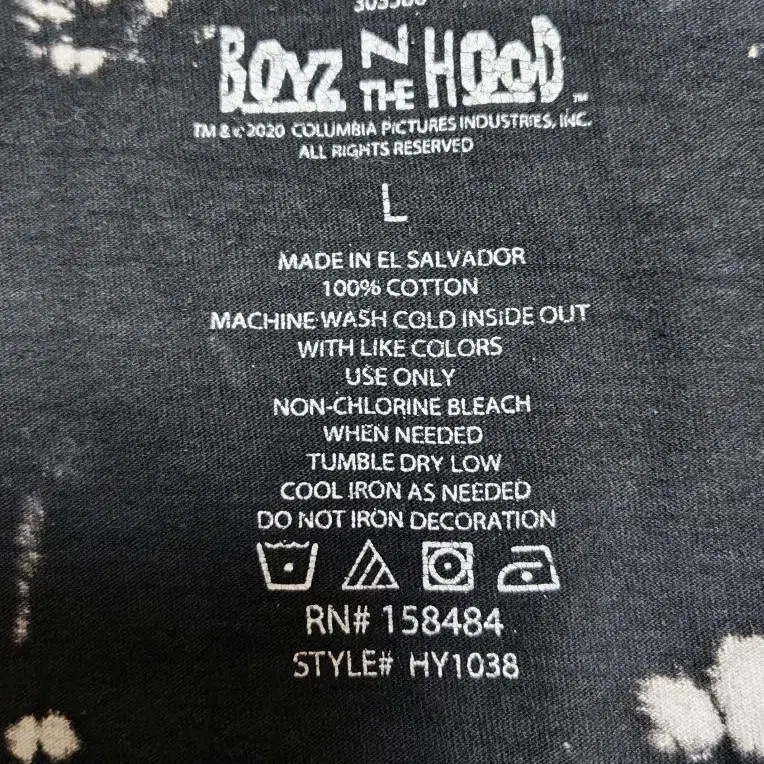 BOYZ N THE HOOD ™
TM & © 2020 COLUMBIA PICTURES INDUSTRIES, INC.
ALL RIGHTS RESERVED
L
MADE IN EL SALVADOR
100% COTTON
MACHINE WASH COLD INSIDE OUT
WITH LIKE COLORS
USE ONLY
NON-CHLORINE BLEACH
WHEN NEEDED
TUMBLE DRY LOW
COOL IRON AS NEEDED
DO NOT IRON DECORATION
RN# 158484
STYLE# HY1038